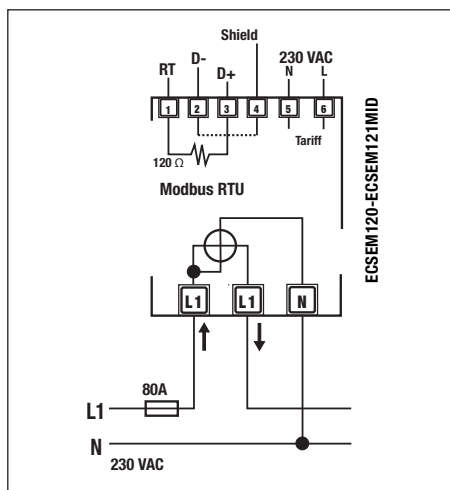 Shield
D-
230 VAC
RT
D+
N
L
1
2
3
4
5
6
120 Ω
Tariff
Modbus RTU
ECSEM120-ECSEM121MID
L1
L1
N
80A
L1
N
230 VAC